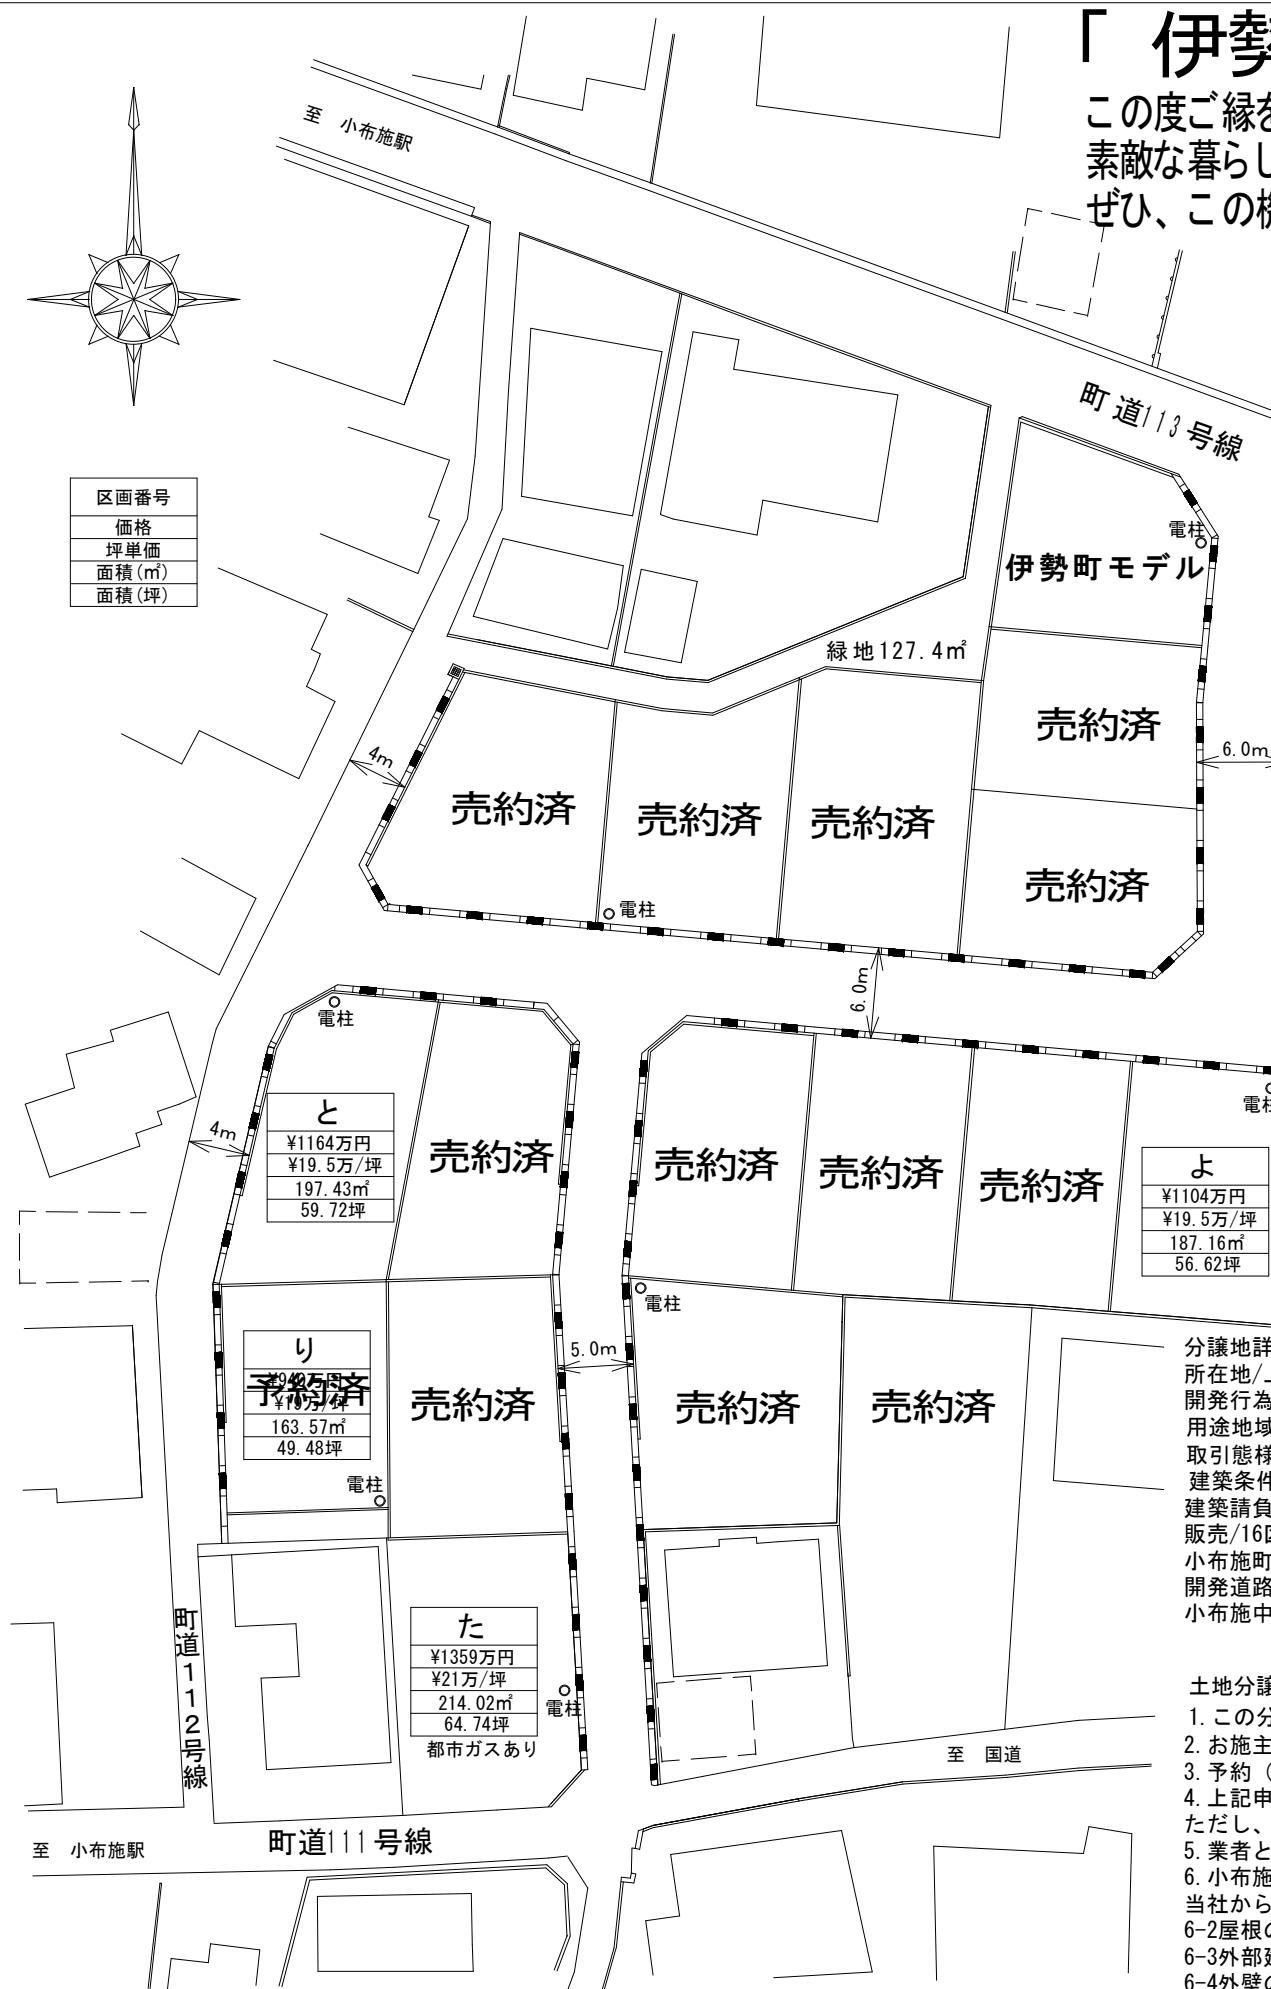 「 伊勢
この度ご縁を
素敵な暮らし
ぜひ、この機
至 小布施駅
町道113号線
区画番号
価格
坪単価
面積(㎡)
面積(坪)
電柱
伊勢町モデル
緑地127.4㎡
売約済
6.0m
4m
売約済
売約済
売約済
売約済
電柱
6.0m
電柱
電柱
4m
と
¥1164万円
¥19.5万/坪
197.43㎡
59.72坪
売約済
売約済
売約済
売約済
よ
¥1104万円
¥19.5万/坪
187.16㎡
56.62坪
電柱
り
予約済
¥19万/坪
163.57㎡
49.48坪
電柱
売約済
5.0m
売約済
売約済
分譲地詳
所在地/
開発行為
用途地域
取引態様
建築条件
建築請負
販売/16区
小布施町
開発道路
小布施中
た
¥1359万円
¥21万/坪
214.02㎡
64.74坪
都市ガスあり
電柱
町道112号線
至 国道
土地分譲
1.この分
2.お施主
3.予約（
4.上記申
ただし、
5.業者と
6.小布施
当社から
6-2屋根の
6-3外部建
6-4外壁の
至 小布施駅
町道111号線